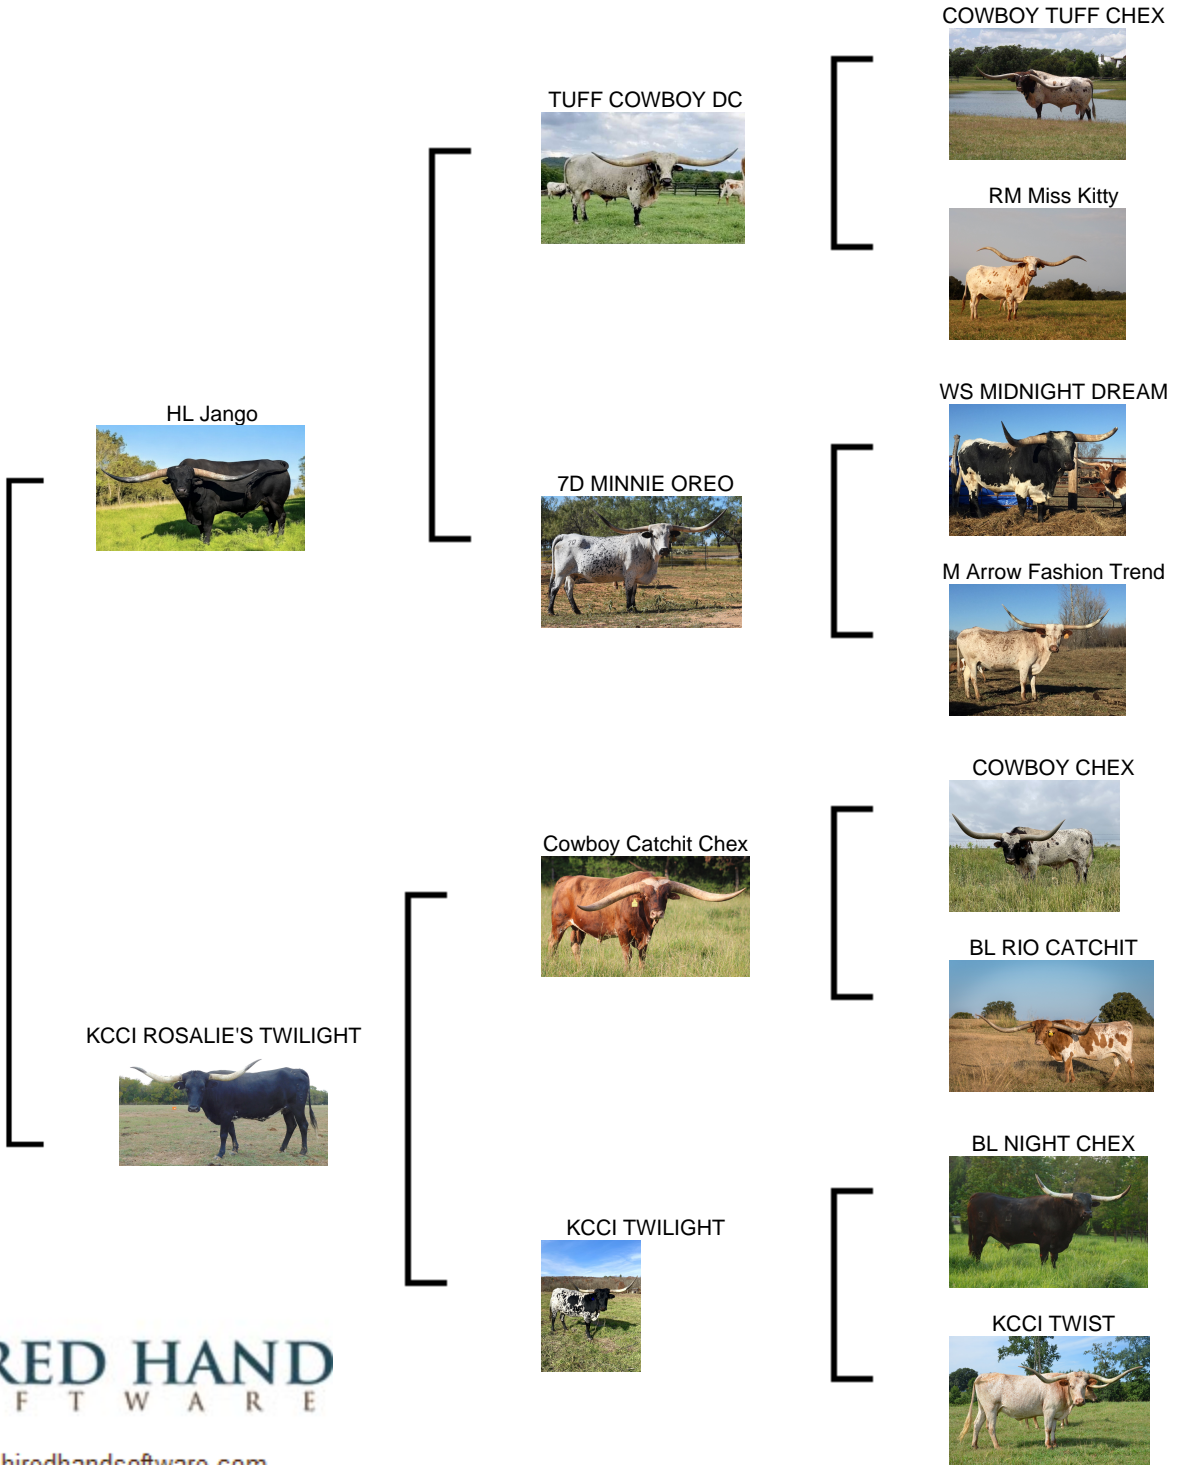 COWBOY TUFF CHEX
TUFF COWBOY DC
RM Miss Kitty
WS MIDNIGHT DREAM
HL Jango
7D MINNIE OREO
M Arrow Fashion Trend
COWBOY CHEX
Cowboy Catchit Chex
BL RIO CATCHIT
KCCI ROSALIE'S TWILIGHT
BL NIGHT CHEX
KCCI TWILIGHT
KCCI TWIST
RED HAND
F T W A R E
hiredhandsoftware.com